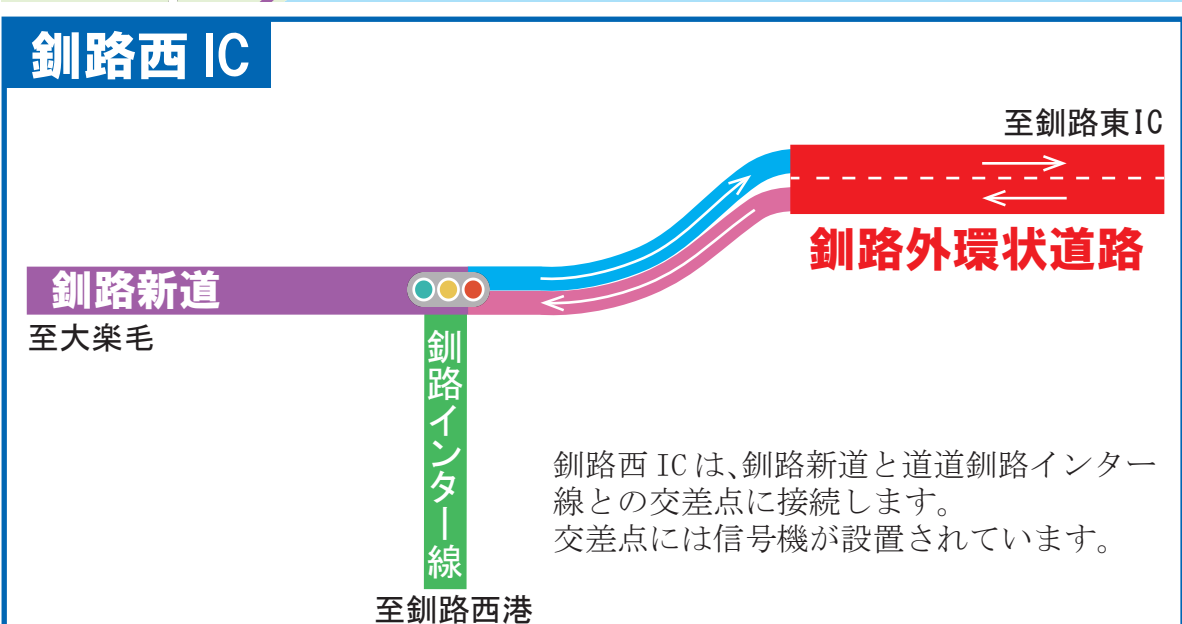 釧路西IC
至釧路東IC
釧路外環状道路
釧路新道
至大楽毛
釧路インター線
釧路西ICは、釧路新道と道道釧路インター
線との交差点に接続します。
交差点には信号機が設置されています。
至釧路西港